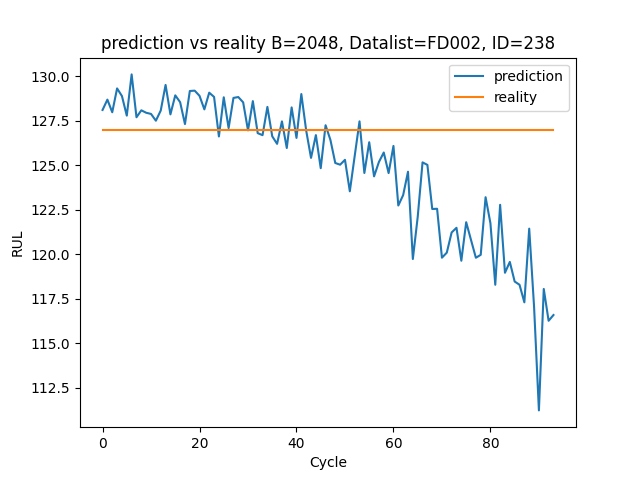 prediction vs reality B=2048, Datalist=FD002, ID=238
130.0
127.5
125.0
122.5
120.0
117.5
115.0
112.5
RUL
prediction
reality
0 20 40 60 80
Cycle